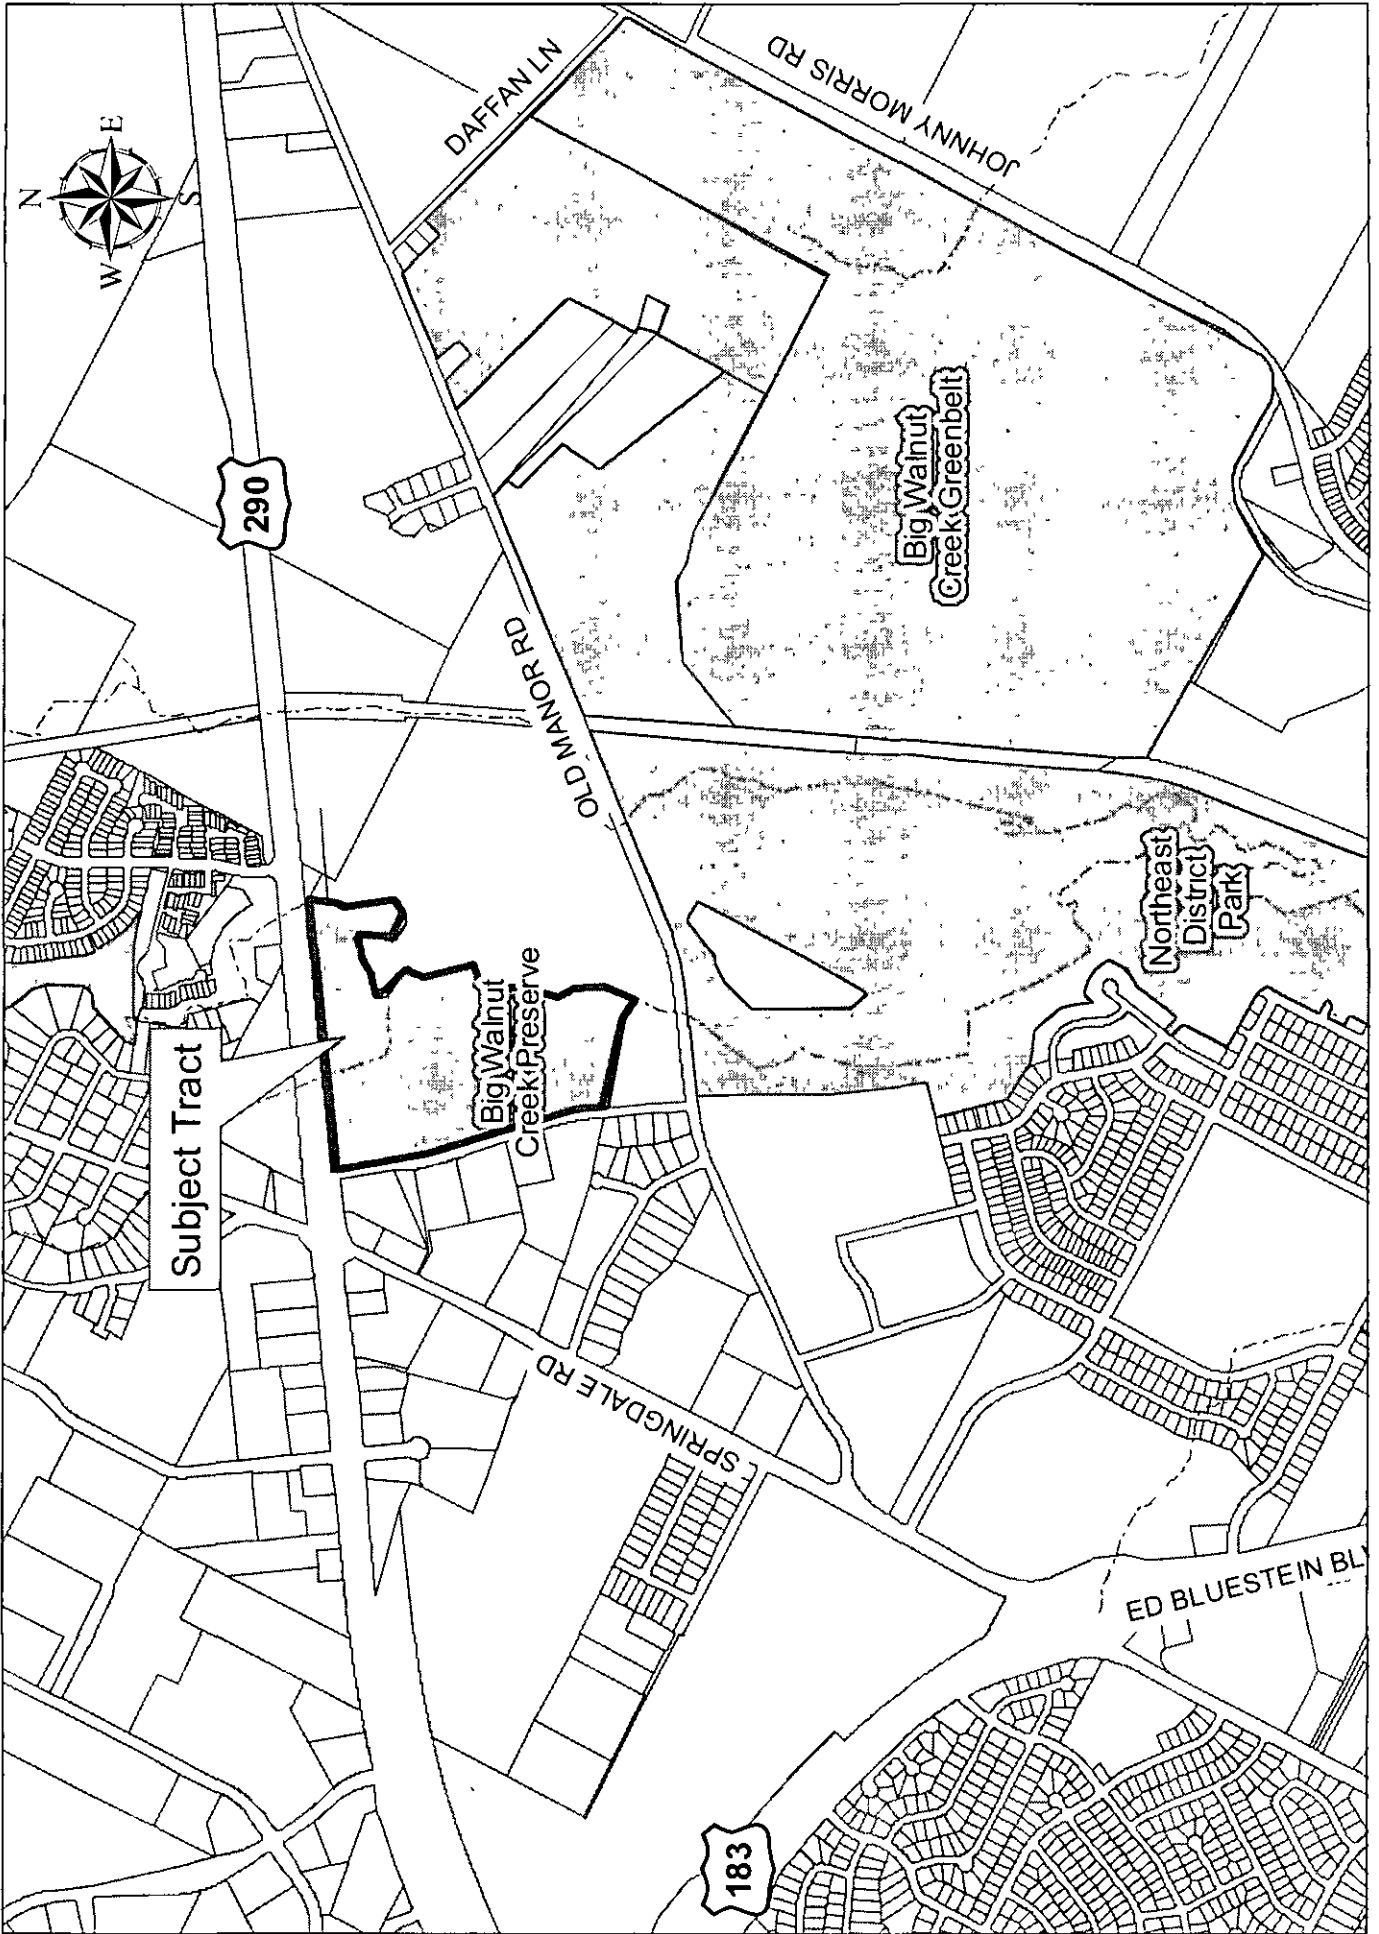 N
W
E
S
DAFFAN LN
JOHNNY MORRIS RD
290
OLD MANOR RD
Big Walnut
Creek Greenbelt
Subject Tract
Big Walnut
Creek Preserve
Northeast
District
Park
SPRINGDALE RD
ED BLUESTEIN BL
183